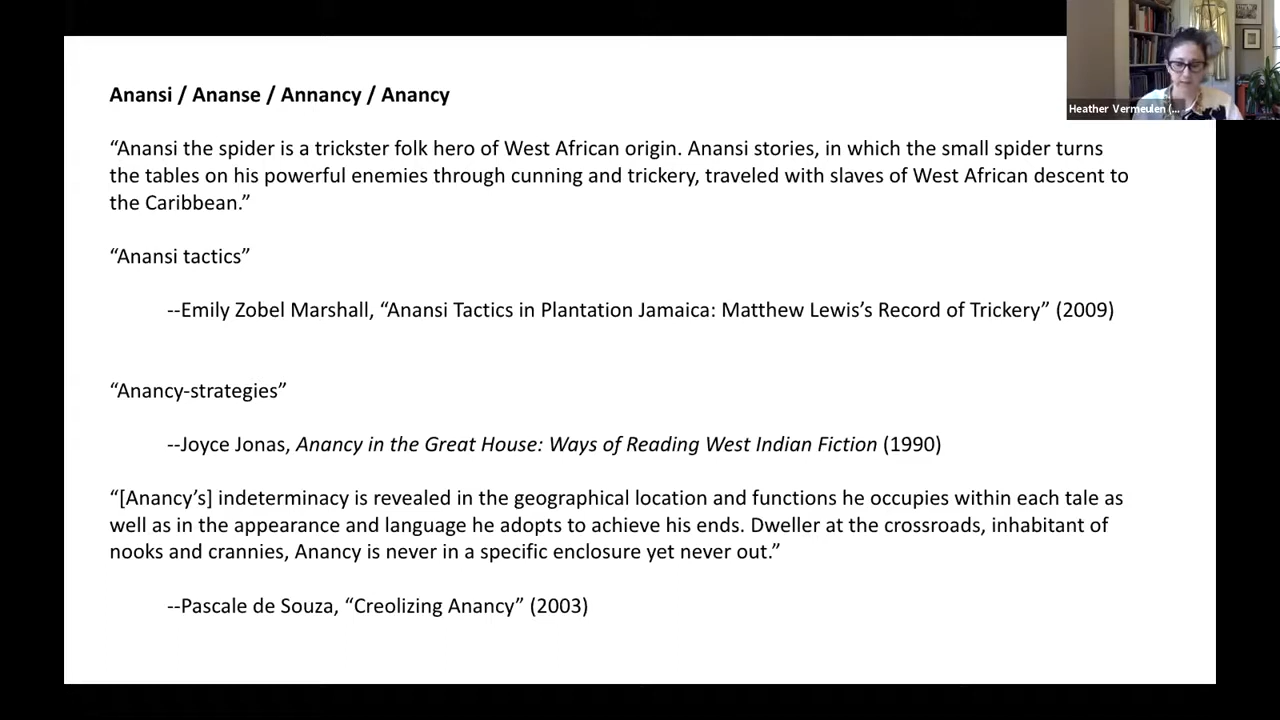 Anansi / Ananse / Annancy / Anancy
“Anansi the spider is a trickster folk hero of West African origin. Anansi stories, in which the small spider turns
the tables on his powerful enemies through cunning and trickery, traveled with slaves of West African descent to
the Caribbean.”
“Anansi tactics”
--Emily Zobel Marshall, “Anansi Tactics in Plantation Jamaica: Matthew Lewis’s Record of Trickery” (2009)
“Anancy-strategies”
--Joyce Jonas, Anancy in the Great House: Ways of Reading West Indian Fiction (1990)
“[Anancy’s] indeterminacy is revealed in the geographical location and functions he occupies within each tale as
well as in the appearance and language he adopts to achieve his ends. Dweller at the crossroads, inhabitant of
nooks and crannies, Anancy is never in a specific enclosure yet never out.”
--Pascale de Souza, “Creolizing Anancy” (2003)
Heather Vermeulen (...